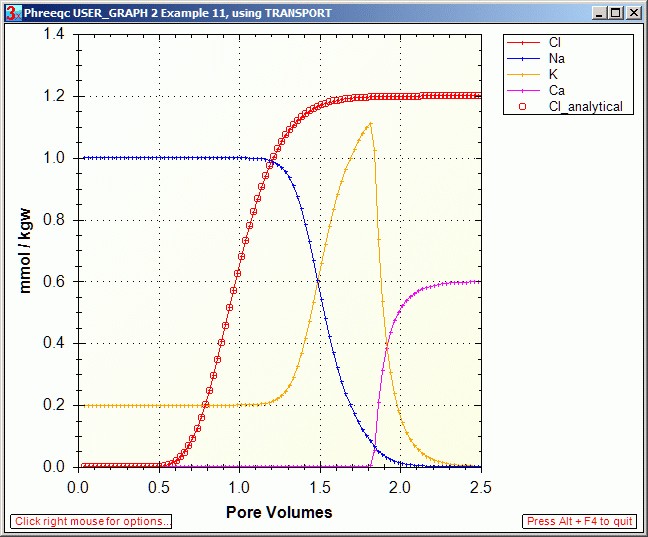 Phreeqc USER_GRAPH 2 Example 11, using TRANSPORT
1.4
1.2
1.0
0.8
0.6
0.4
0.2
0.0
mmol / kgw
0.0 0.5 1.0 1.5 2.0 2.5
Pore Volumes
Cl
Na
K
Ca
Cl_analytical
Click right mouse for options...
Press Alt + F4 to quit